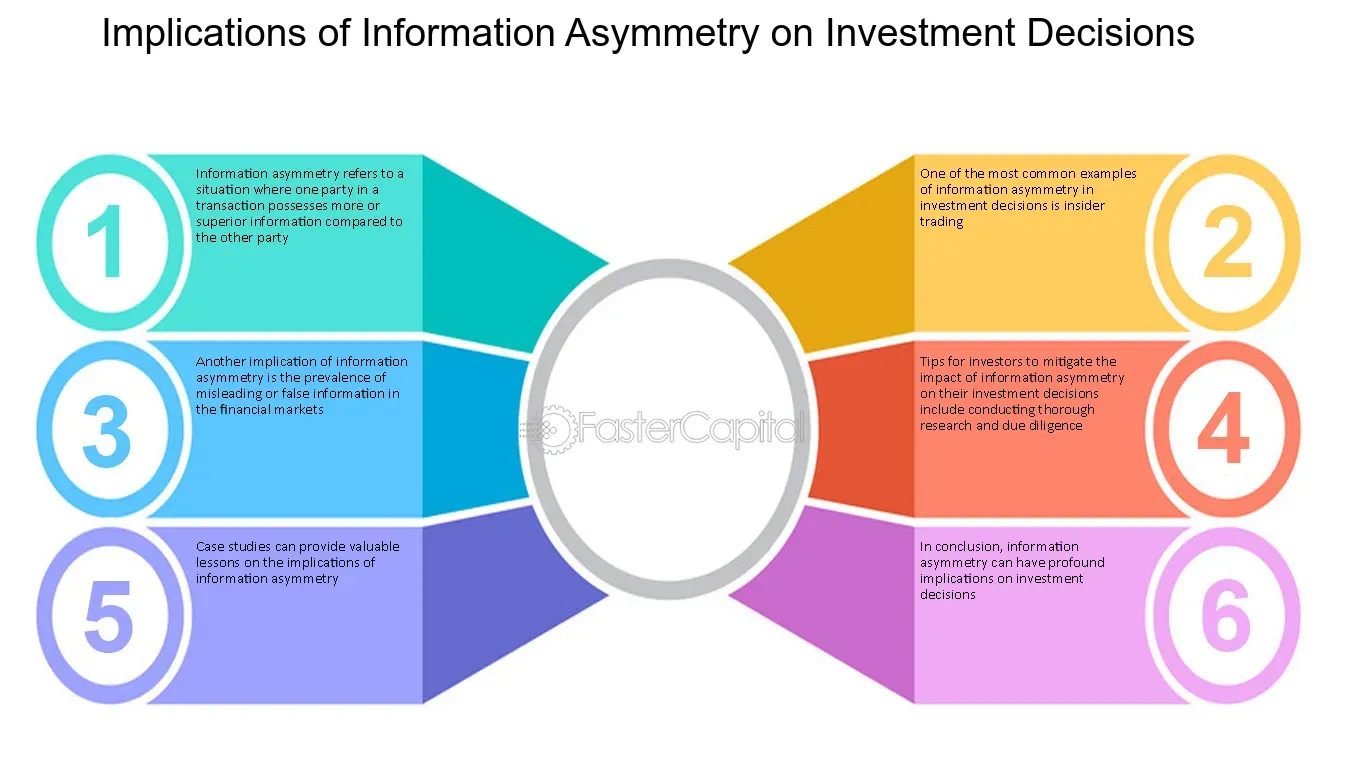 Implications of Information Asymmetry on Investment Decisions
1
Information asymmetry refers to a
situation where one party in a
transaction possesses more or
superior information compared to
the other party
One of the most common examples
of information asymmetry in
investment decisions is insider
trading
2
3
Another implication of information
asymmetry is the prevalence of
misleading or false information in
the financial markets
Tips for investors to mitigate the
impact of information asymmetry
on their investment decisions
include conducting thorough
research and due diligence
4
FasterCapital
5
Case studies can provide valuable
lessons on the implications of
information asymmetry
In conclusion, information
asymmetry can have profound
implications on investment
decisions
6